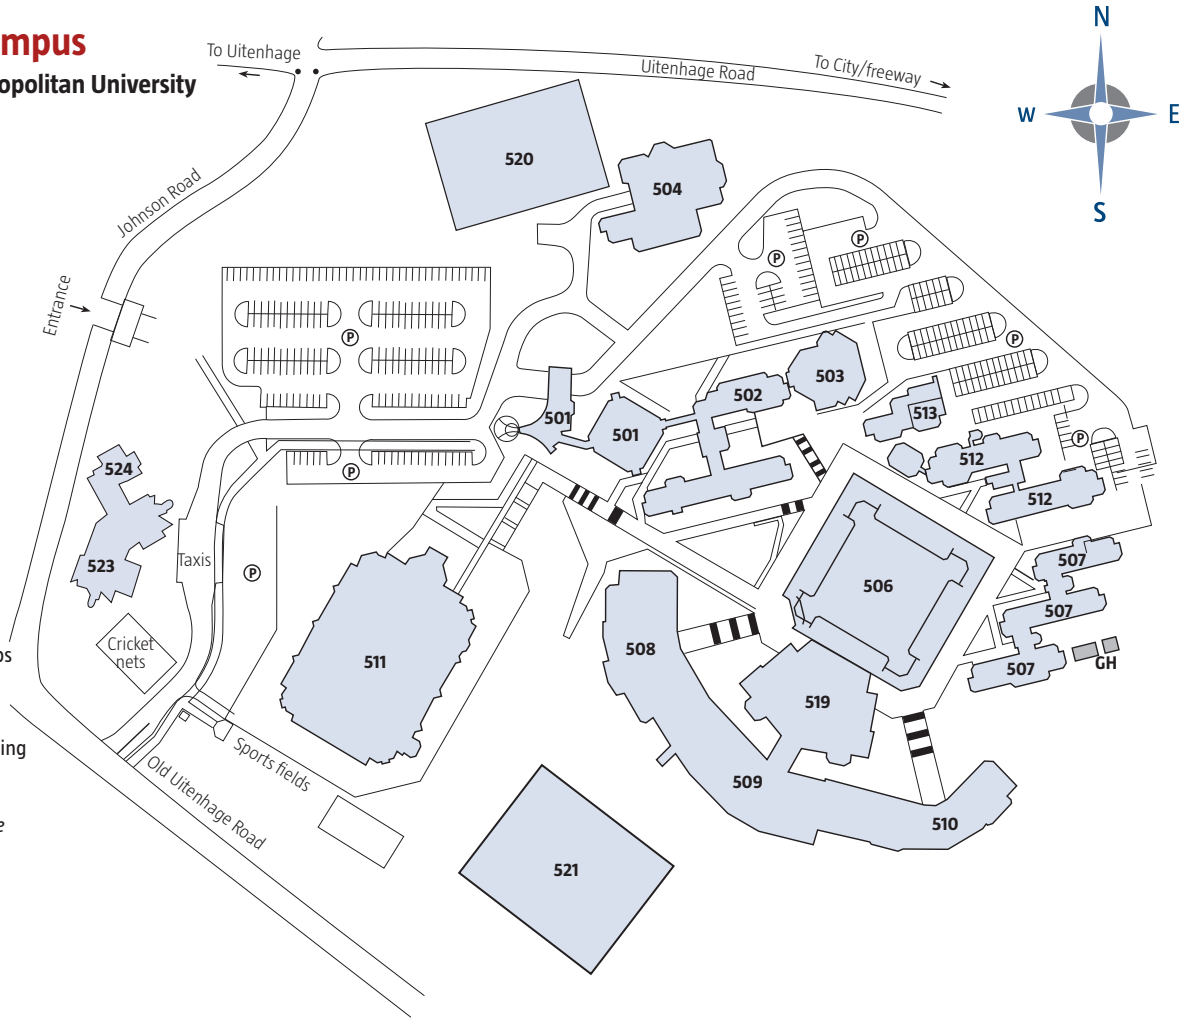 mpus
opolitan University
To Uitenhage
Uitenhage Road
To City/freeway
N
W
E
S
Johnson Road
Entrance
520
504
P
P
P
P
503
502
501
501
513
P
512
512
P
524
523
Taxis
P
506
507
507
507
GH
Cricket
nets
511
508
519
os
ing
Sports fields
509
510
Old Uitenhage Road
e
521